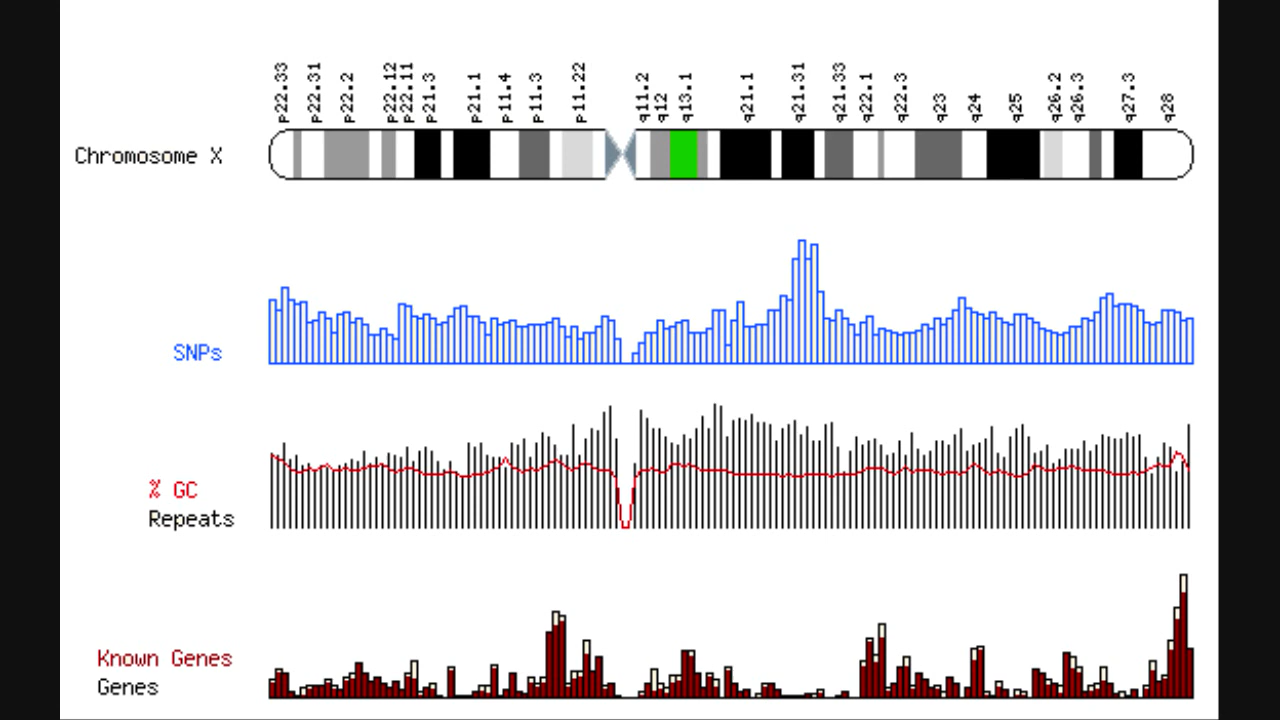 p22.33 p22.31 p22.2 p22.12 p22.11 p21.3 p21.1 p11.4 p11.3 p11.22 q11.2 q12 q13.1 q21.1 q21.31 q21.33 q22.1 q22.3 q23 q24 q25 q26.2 q26.3 q27.3 q28
Chromosome X
SNPs
% GC
Repeats
Known Genes
Genes